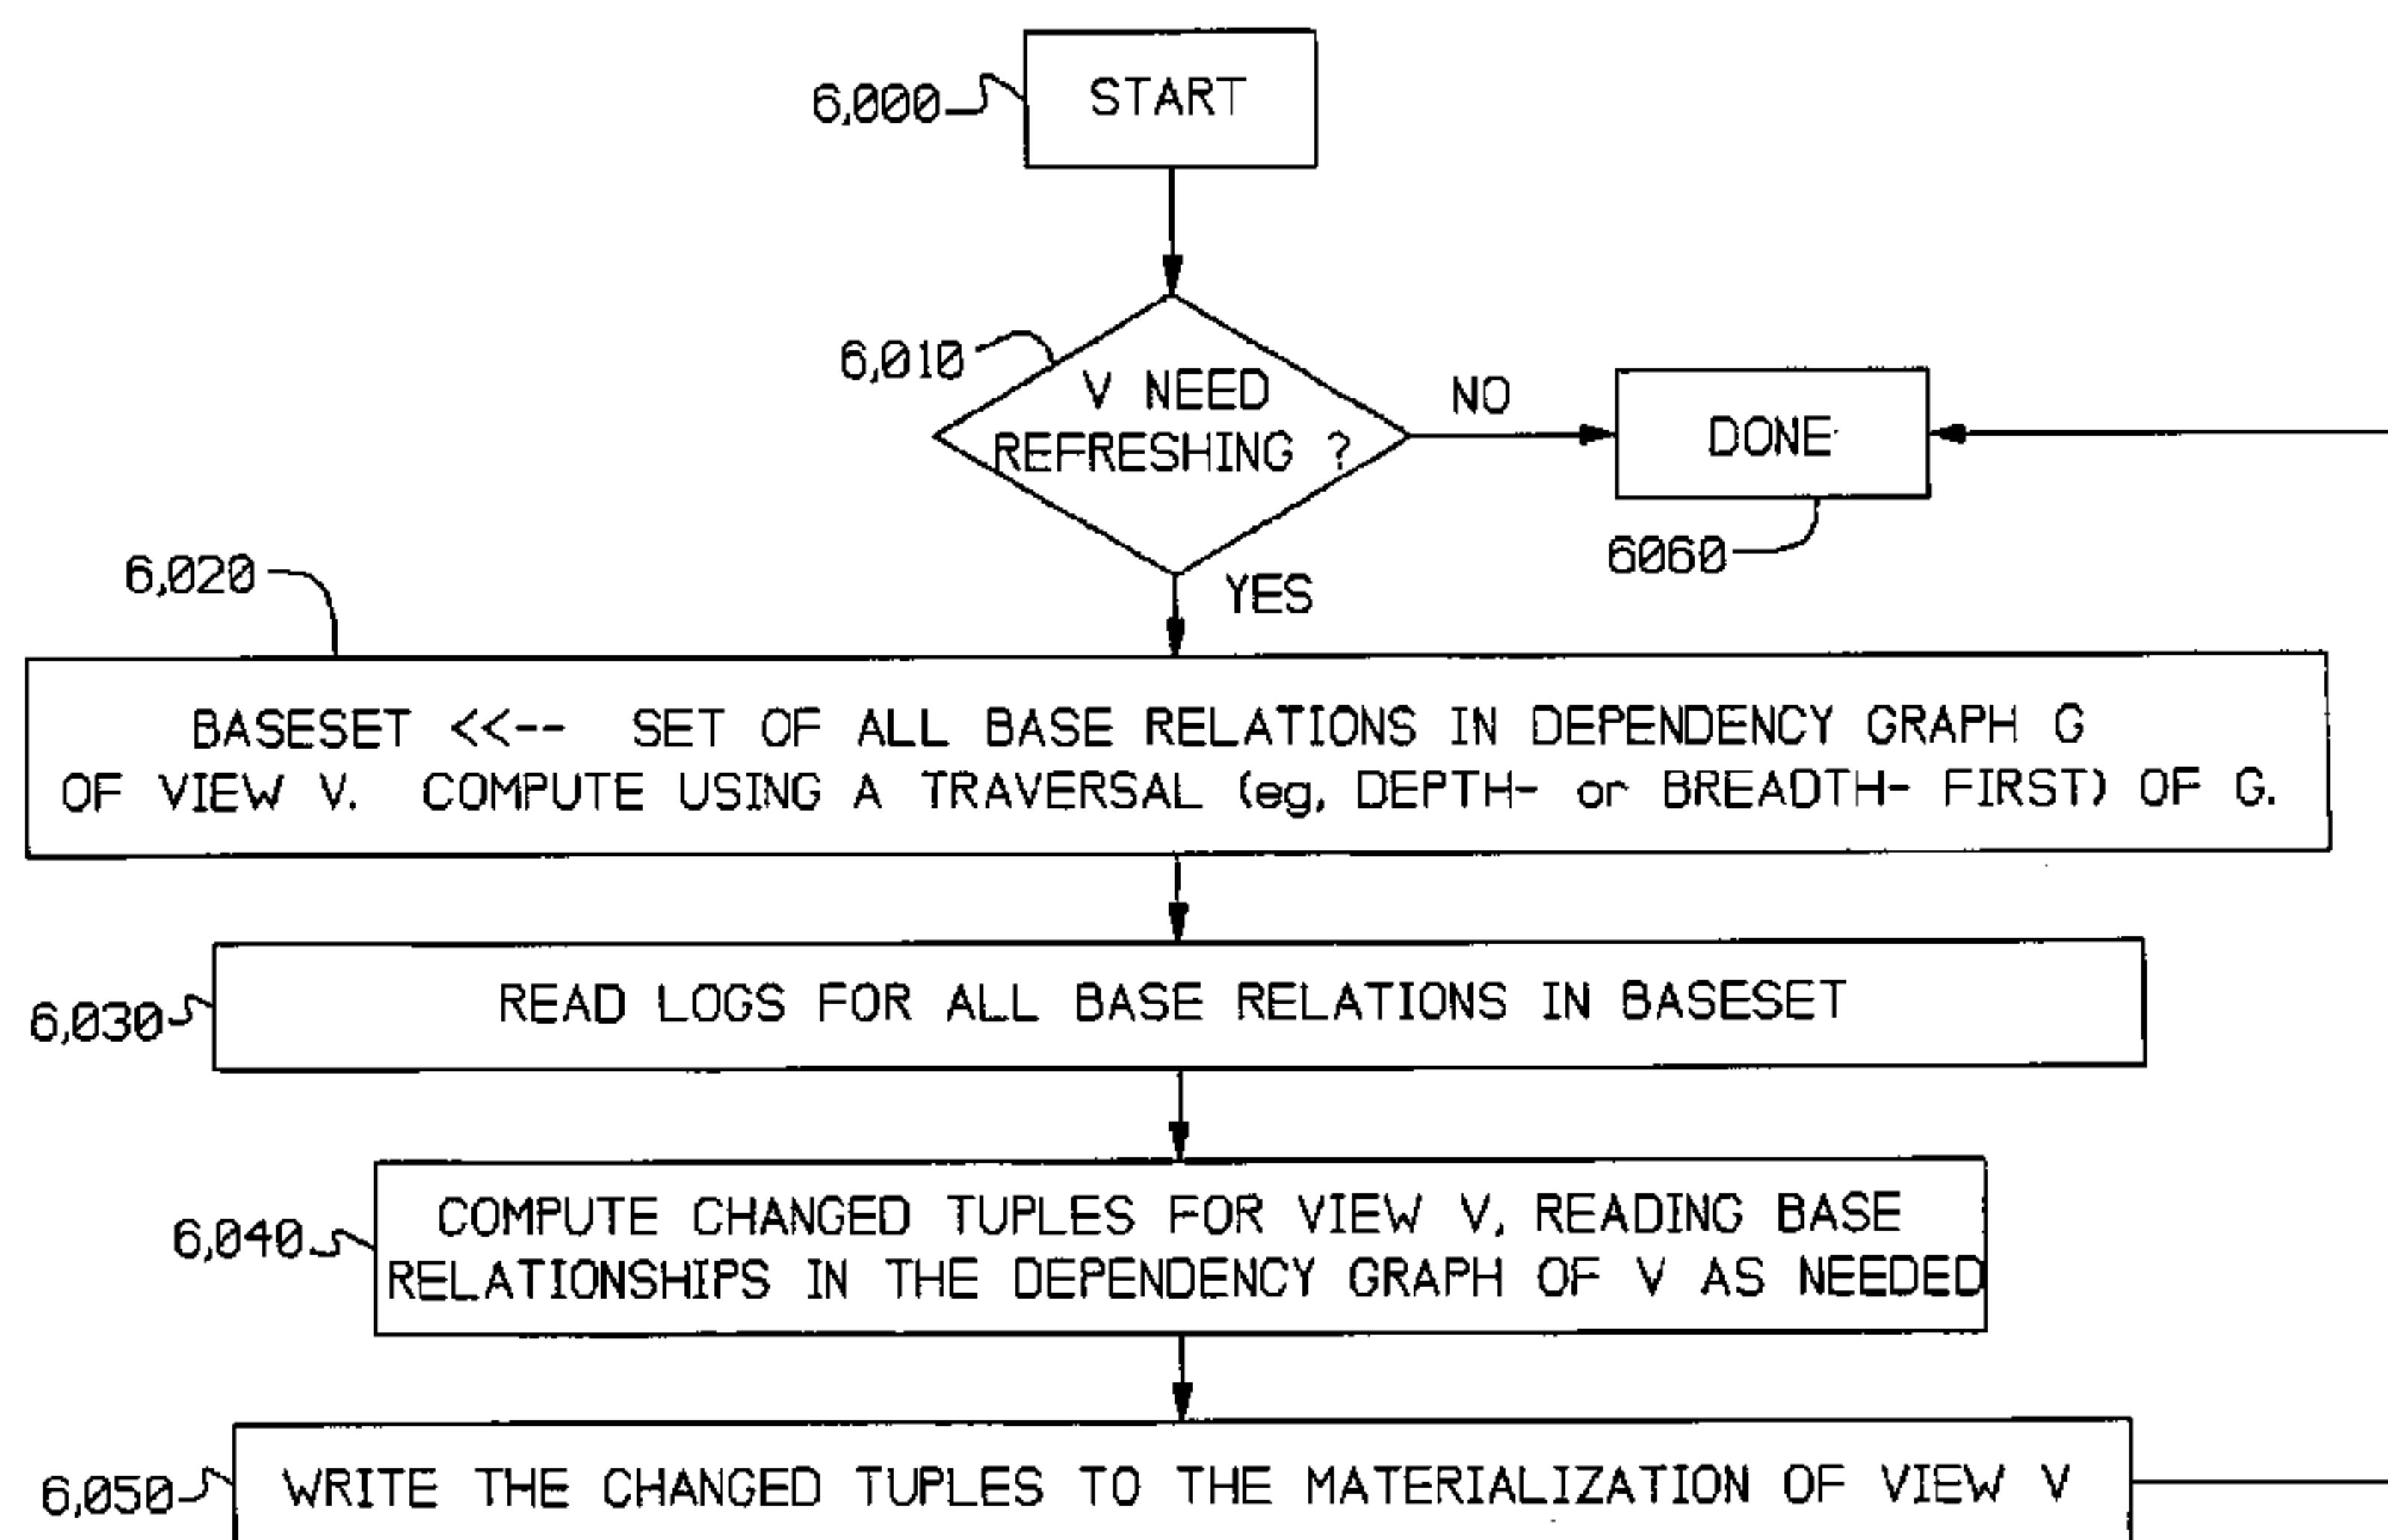 START
6,000
6,010
V NEED
REFRESHING ?
NO
DONE
6060
YES
6,020
BASESET <<-- SET OF ALL BASE RELATIONS IN DEPENDENCY GRAPH G
OF VIEW V. COMPUTE USING A TRAVERSAL (eg, DEPTH- or BREADTH- FIRST) OF G.
6,030
READ LOGS FOR ALL BASE RELATIONS IN BASESET
6,040
COMPUTE CHANGED TUPLES FOR VIEW V, READING BASE
RELATIONSHIPS IN THE DEPENDENCY GRAPH OF V AS NEEDED
6,050
WRITE THE CHANGED TUPLES TO THE MATERIALIZATION OF VIEW V